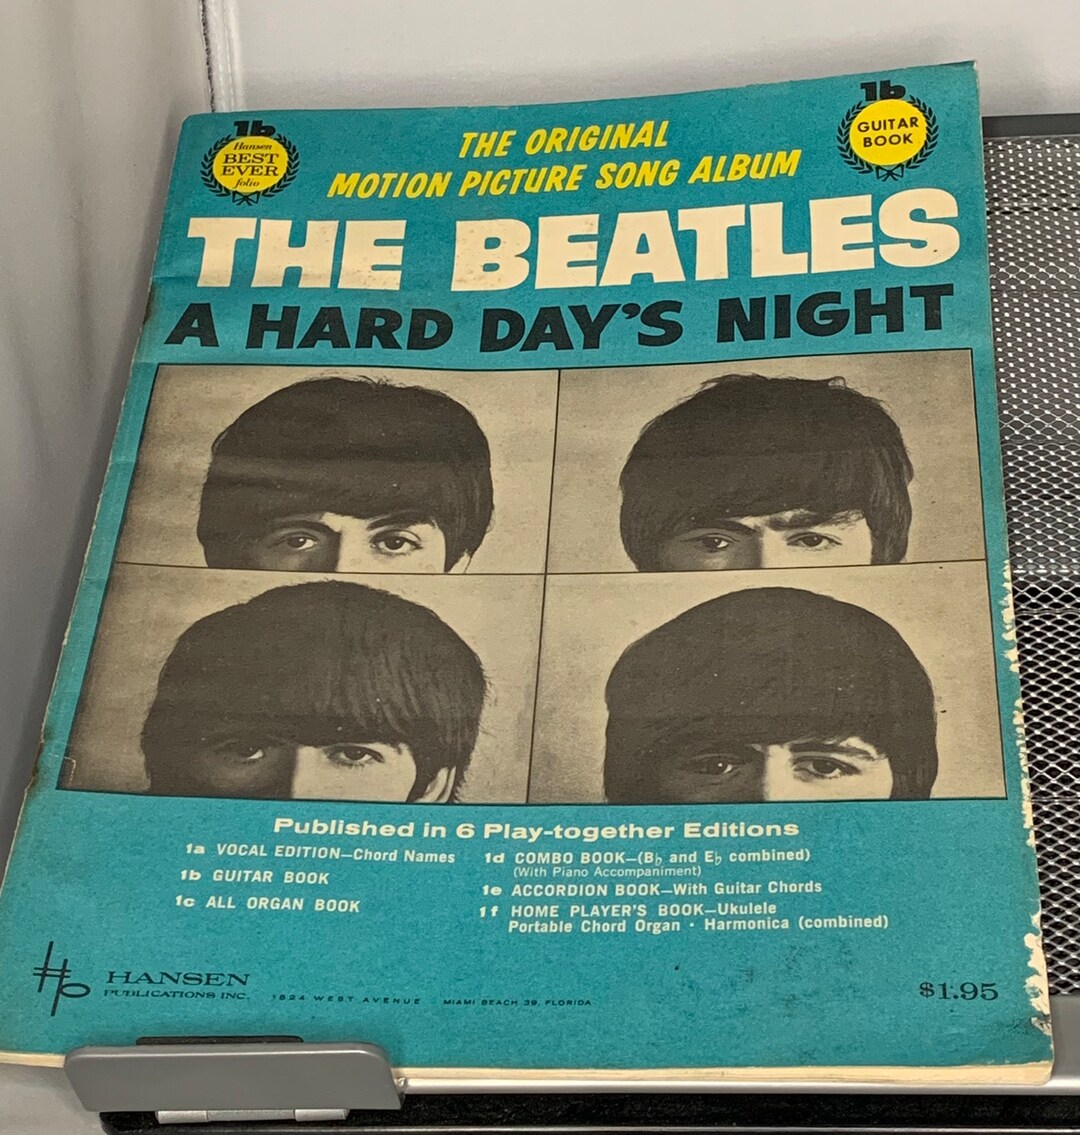 1b
Hansen
BEST
EVER
folio
THE ORIGINAL
MOTION PICTURE SONG ALBUM
1b
GUITAR
BOOK
THE BEATLES
A HARD DAY'S NIGHT
Published in 6 Play-together Editions
1a VOCAL EDITION—Chord Names
1b GUITAR BOOK
1c ALL ORGAN BOOK
1d COMBO BOOK—(B♭ and E♭ combined)
(With Piano Accompaniment)
1e ACCORDION BOOK—With Guitar Chords
1f HOME PLAYER'S BOOK—Ukulele
Portable Chord Organ · Harmonica (combined)
HANSEN
PUBLICATIONS INC. 1824 WEST AVENUE MIAMI BEACH 39, FLORIDA
$1.95